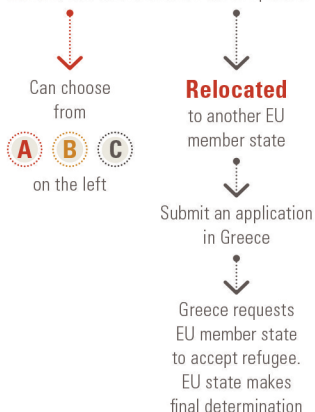 Can choose
from
A B C
on the left
Relocated
to another EU
member state
Submit an application
in Greece
Greece requests
EU member state
to accept refugee.
EU state makes
final determination